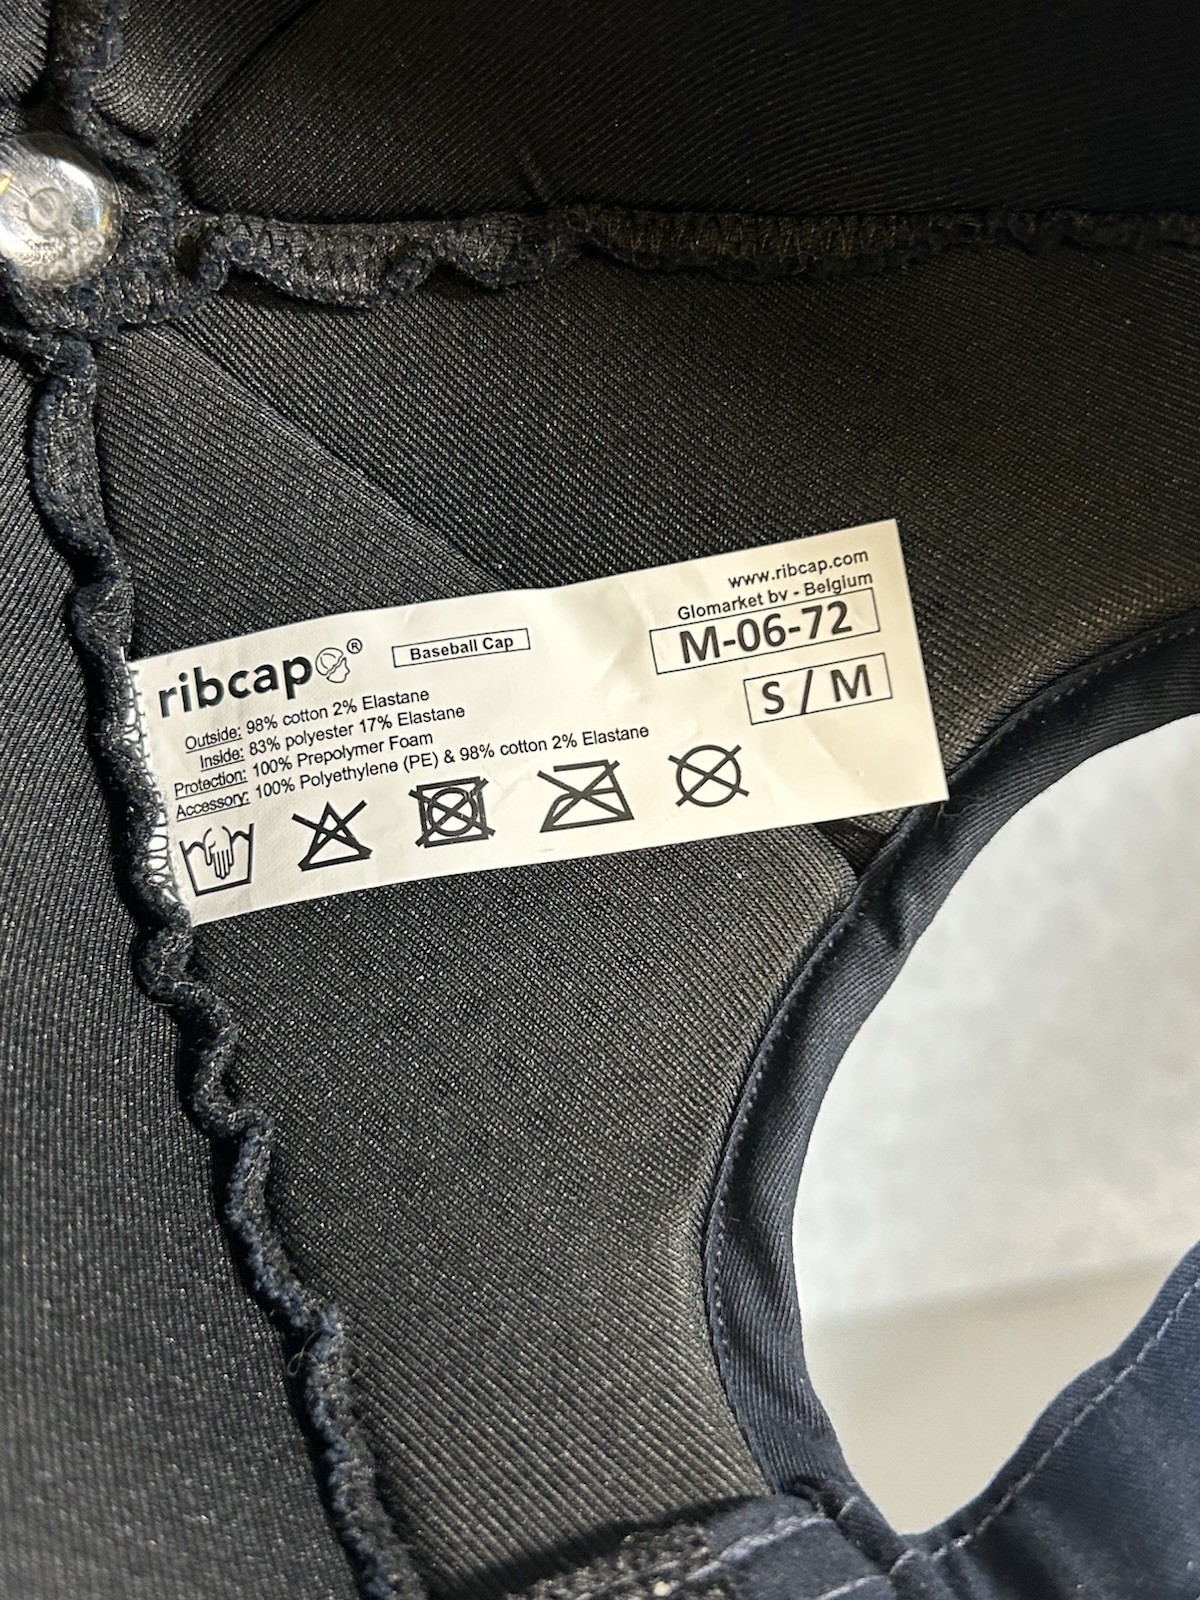 ribcap®
Baseball Cap
www.ribcap.com
Glomarket bv - Belgium
M-06-72
S / M
Outside: 98% cotton 2% Elastane
Inside: 83% polyester 17% Elastane
Protection: 100% Prepolymer Foam
Accessory: 100% Polyethylene (PE) & 98% cotton 2% Elastane